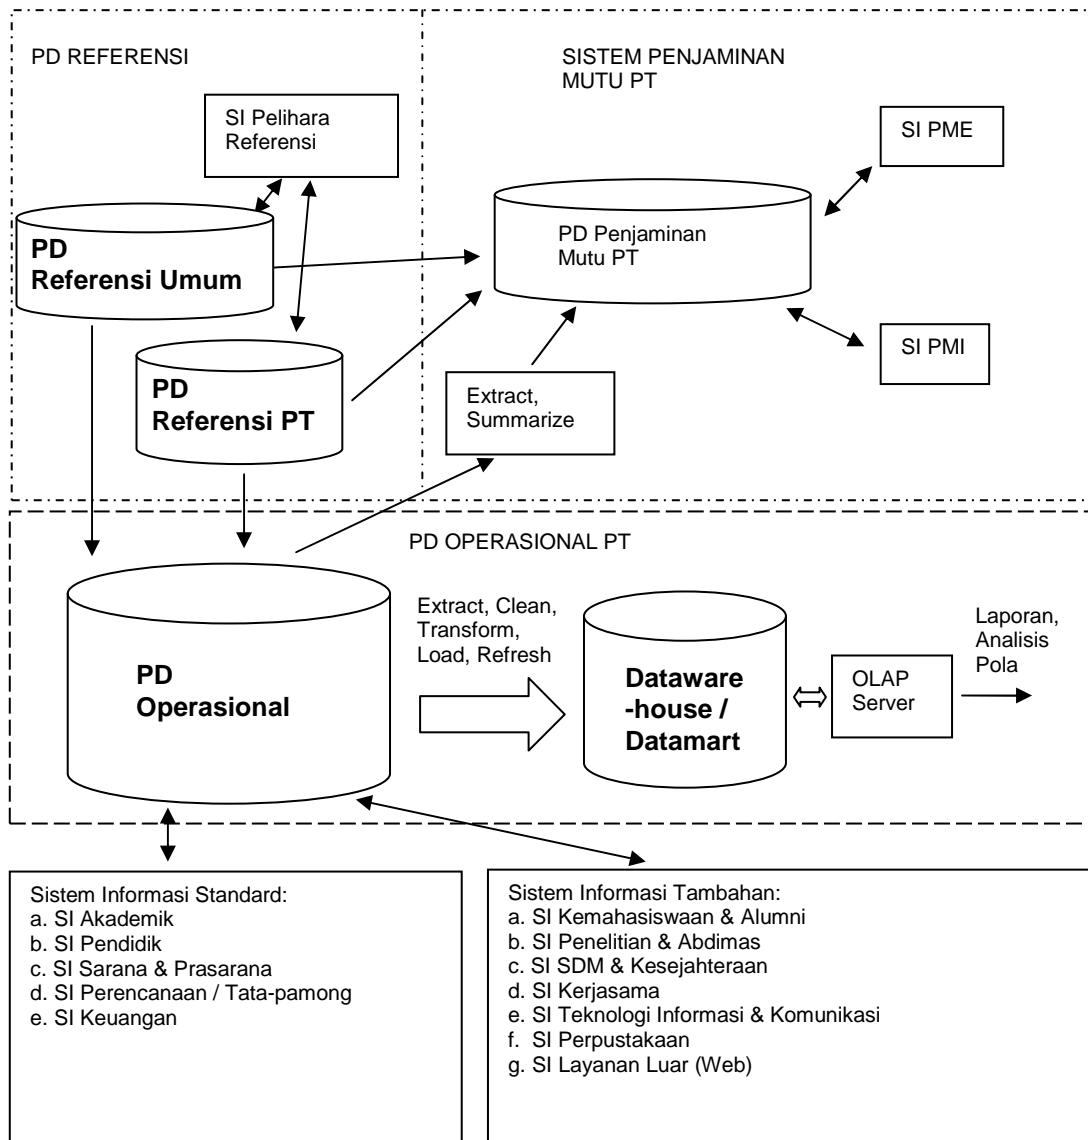 PD REFERENSI
SISTEM PENJAMINAN
MUTU PT
SI Pelihara
Referensi
SI PME
PD
Referensi Umum
PD Penjaminan
Mutu PT
SI PMI
PD
Referensi PT
Extract,
Summarize
PD OPERASIONAL PT
PD
Operasional
Extract, Clean,
Transform,
Load, Refresh
Dataware
-house /
Datamart
OLAP
Server
Laporan,
Analisis
Pola
Sistem Informasi Standard:
a. SI Akademik
b. SI Pendidik
c. SI Sarana & Prasarana
d. SI Perencanaan / Tata-pamong
e. SI Keuangan
Sistem Informasi Tambahan:
a. SI Kemahasiswaan & Alumni
b. SI Penelitian & Abdimas
c. SI SDM & Kesejahteraan
d. SI Kerjasama
e. SI Teknologi Informasi & Komunikasi
f. SI Perpustakaan
g. SI Layanan Luar (Web)